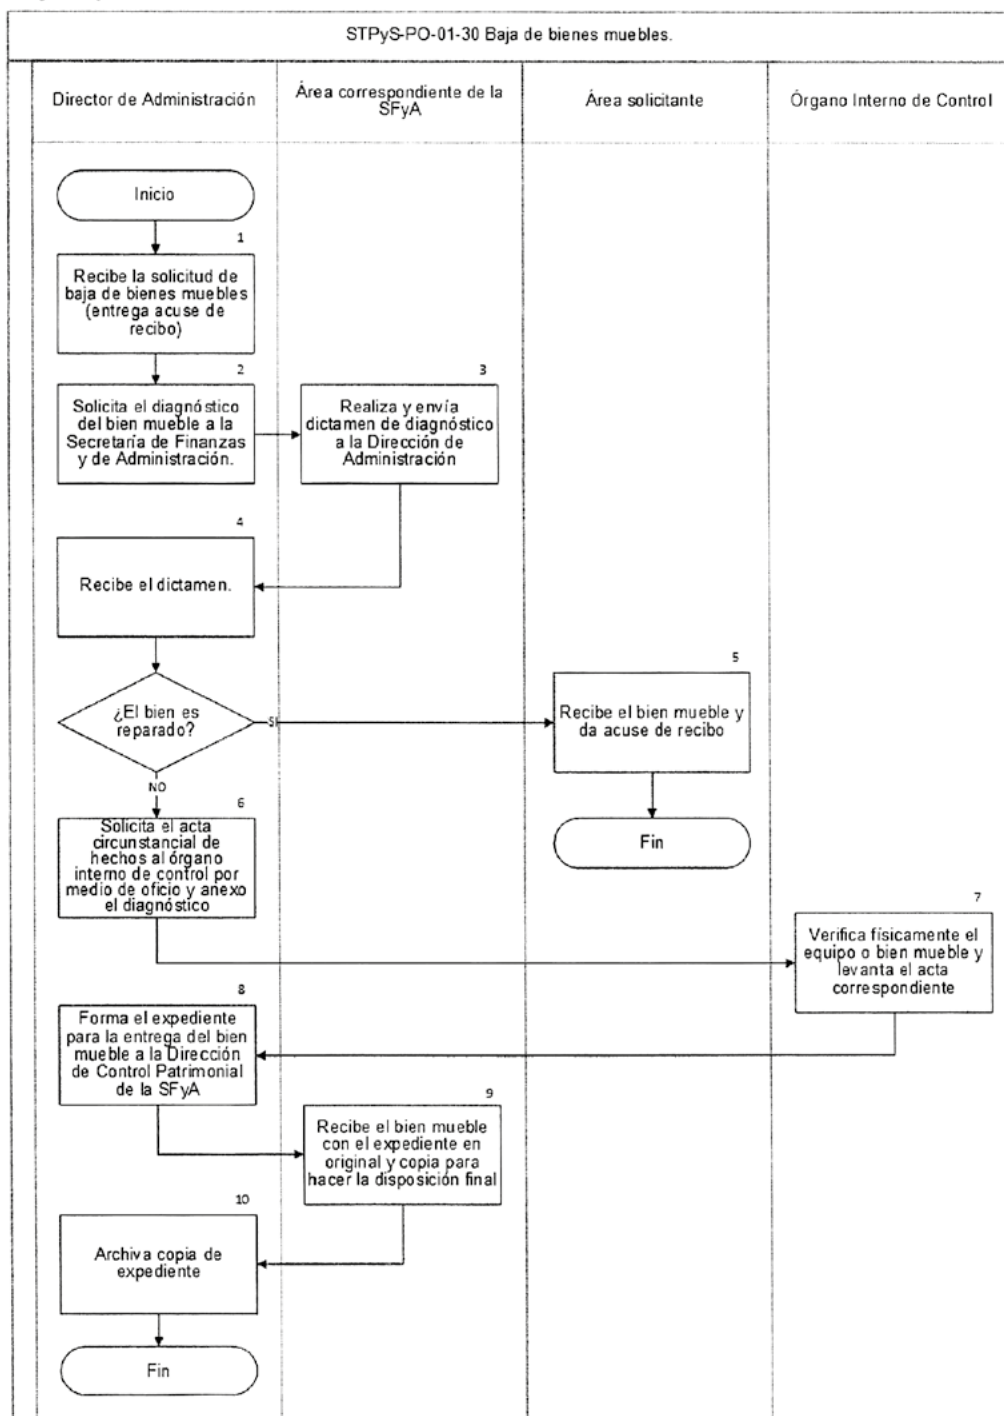 STPyS-PO-01-30 Baja de bienes muebles.
Director de Administración
Área correspondiente de la
SFyA
Área solicitante
Órgano Interno de Control
Inicio
1
Recibe la solicitud de
baja de bienes muebles
(entrega acuse de
recibo)
2
Solicita el diagnóstico
del bien mueble a la
Secretaría de Finanzas
y de Administración.
3
Realiza y envía
dictamen de diagnóstico
a la Dirección de
Administración
4
Recibe el dictamen.
¿El bien es
reparado?
SI
5
Recibe el bien mueble y
da acuse de recibo
Fin
NO
6
Solicita el acta
circunstancial de
hechos al órgano
interno de control por
medio de oficio y anexo
el diagnóstico
7
Verifica físicamente el
equipo o bien mueble y
levanta el acta
correspondiente
8
Forma el expediente
para la entrega del bien
mueble a la Dirección
de Control Patrimonial
de la SFyA
9
Recibe el bien mueble
con el expediente en
original y copia para
hacer la disposición final
10
Archiva copia de
expediente
Fin